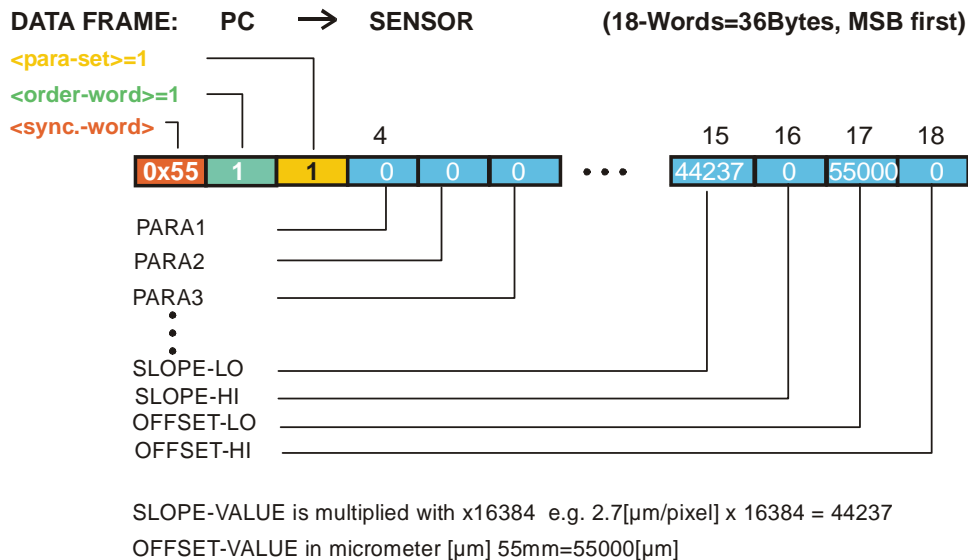 DATA FRAME: PC → SENSOR (18-Words=36Bytes, MSB first)
<para-set>=1
<order-word>=1
<sync.-word>
4 15 16 17 18
0x55 1 1 0 0 0 • • • 44237 0 55000 0
PARA1
PARA2
PARA3
SLOPE-LO
SLOPE-HI
OFFSET-LO
OFFSET-HI
SLOPE-VALUE is multiplied with x16384 e.g. 2.7[µm/pixel] x 16384 = 44237
OFFSET-VALUE in micrometer [µm] 55mm=55000[µm]